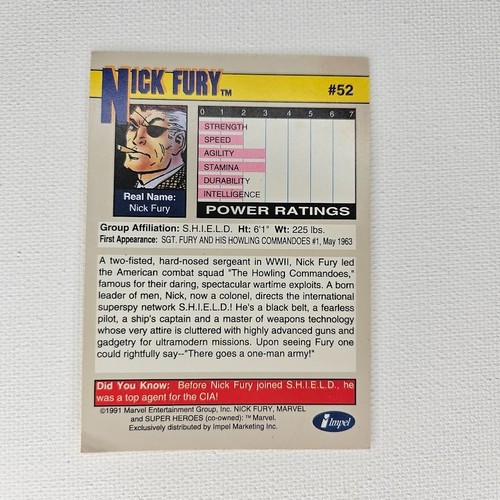 NICK FURY™
#52
0 1 2 3 4 5 6 7
STRENGTH
SPEED
AGILITY
STAMINA
DURABILITY
INTELLIGENCE
POWER RATINGS
Real Name:
Nick Fury
Group Affiliation: S.H.I.E.L.D. Ht: 6'1" Wt: 225 lbs.
First Appearance: SGT. FURY AND HIS HOWLING COMMANDOES #1, May 1963
A two-fisted, hard-nosed sergeant in WWII, Nick Fury led
the American combat squad "The Howling Commandoes,"
famous for their daring, spectacular wartime exploits. A born
leader of men, Nick, now a colonel, directs the international
superspy network S.H.I.E.L.D.! He's a black belt, a fearless
pilot, a ship's captain and a master of weapons technology
whose very attire is cluttered with highly advanced guns and
gadgetry for ultramodern missions. Upon seeing Fury one
could rightfully say--"There goes a one-man army!"
Did You Know: Before Nick Fury joined S.H.I.E.L.D., he
was a top agent for the CIA!
©1991 Marvel Entertainment Group, Inc. NICK FURY, MARVEL
and SUPER HEROES (co-owned): ™ Marvel.
Exclusively distributed by Impel Marketing Inc.
Impel